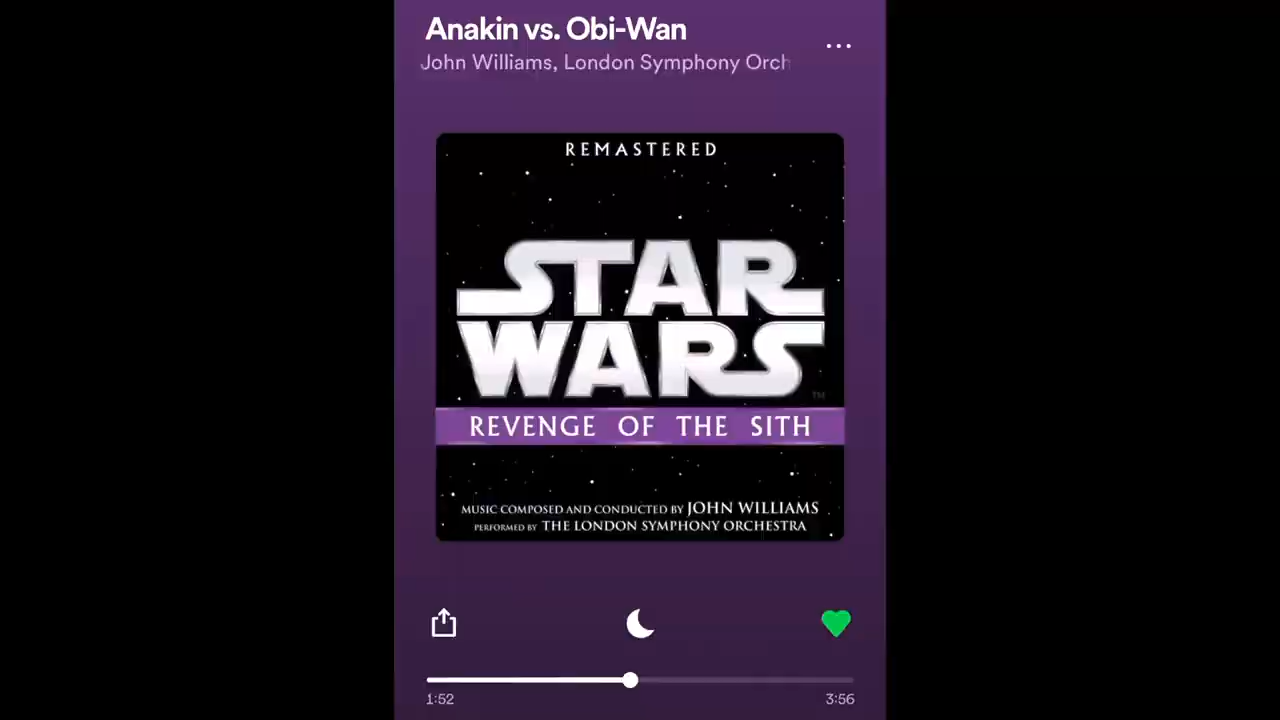 Anakin vs. Obi-Wan
John Williams, London Symphony Orch
REMASTERED
STAR
WARS
TM
REVENGE OF THE SITH
MUSIC COMPOSED AND CONDUCTED BY JOHN WILLIAMS
PERFORMED BY THE LONDON SYMPHONY ORCHESTRA
1:52 3:56